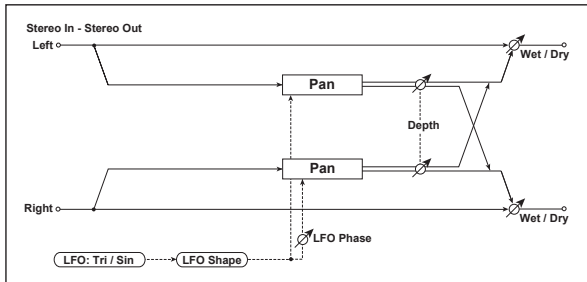 Stereo In - Stereo Out
Left
Wet / Dry
Pan
Depth
Pan
Right
Wet / Dry
LFO Phase
LFO: Tri / Sin
LFO Shape